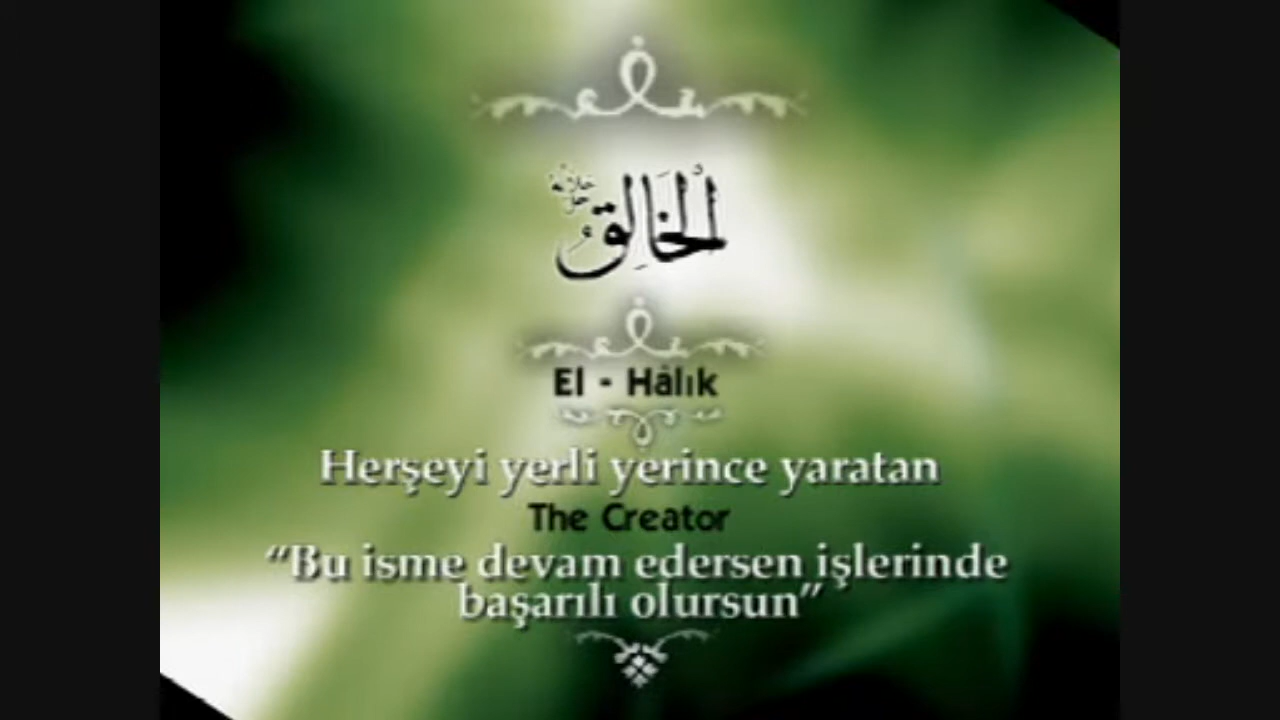 الخالق
جل جلاله
El - Hâlık
Herşeyi yerli yerince yaratan
The Creator
“Bu isme devam edersen işlerinde
başarılı olursun”